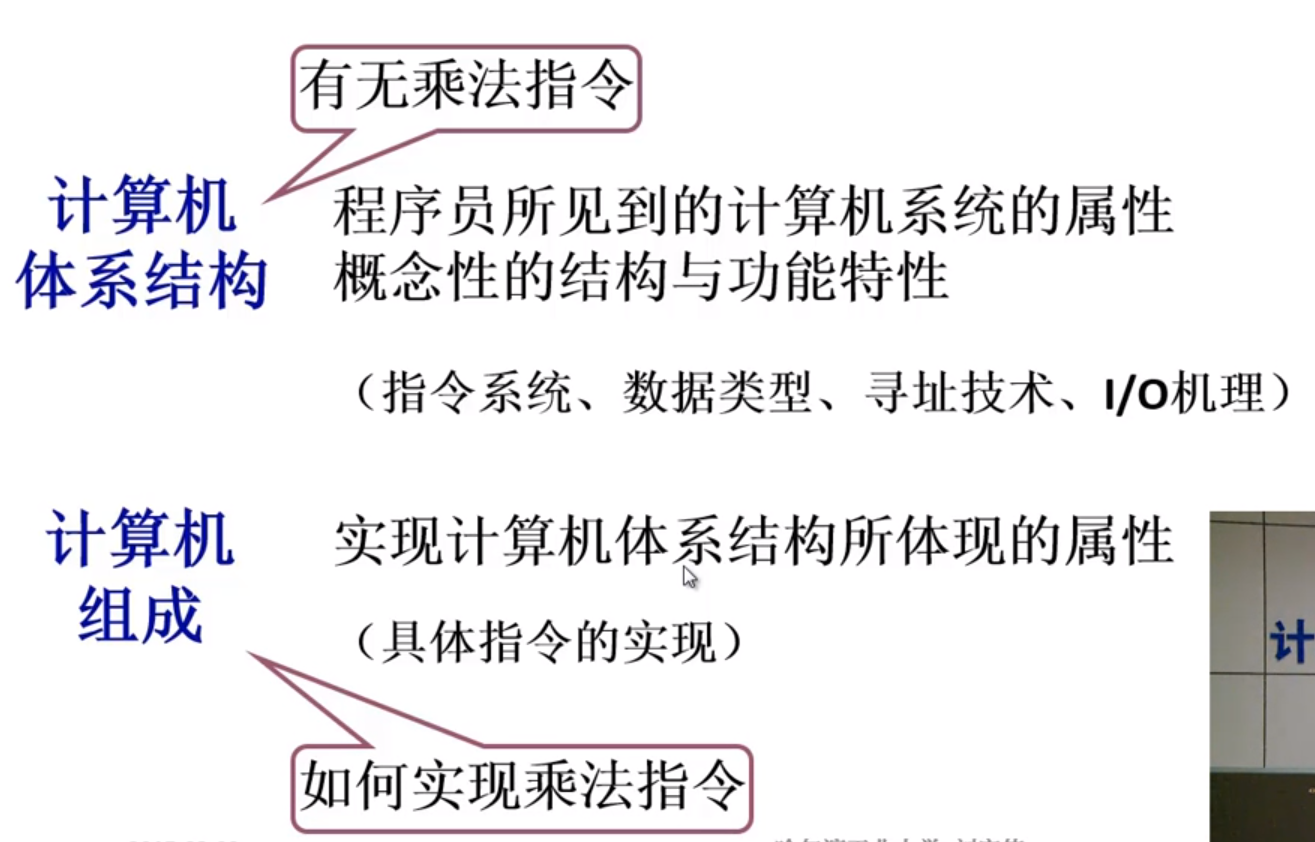 有无乘法指令
计算机
体系结构
程序员所见到的计算机系统的属性
概念性的结构与功能特性
（指令系统、数据类型、寻址技术、I/O机理）
计算机
组成
实现计算机体系结构所体现的属性
（具体指令的实现）
计
如何实现乘法指令